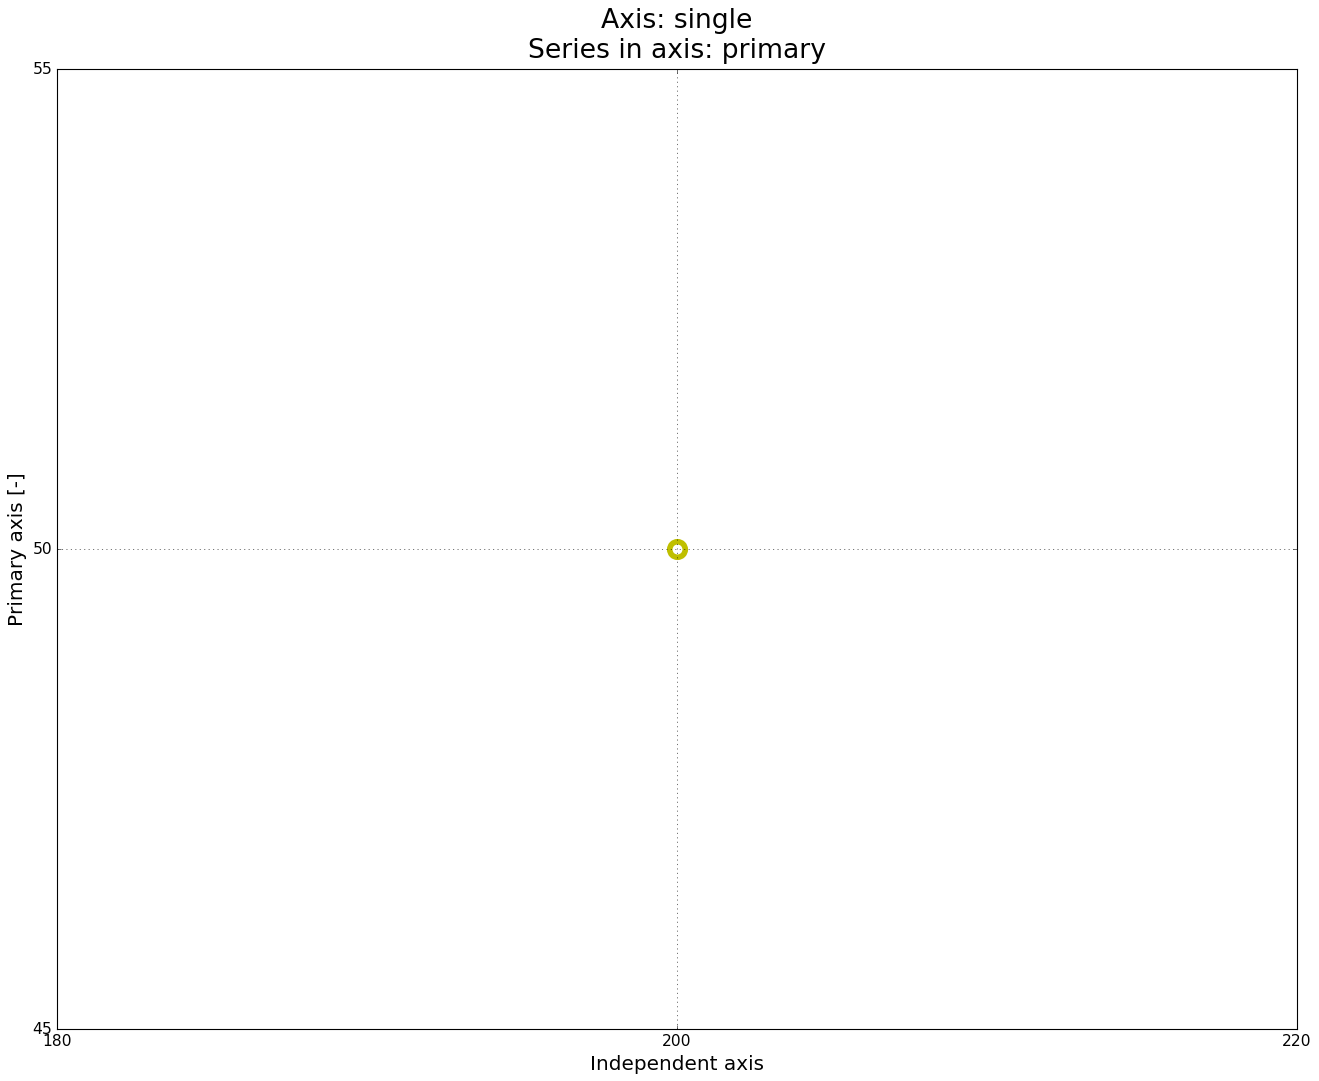 Axis: single
Series in axis: primary
55
50
45
Primary axis [-]
180
200
220
Independent axis